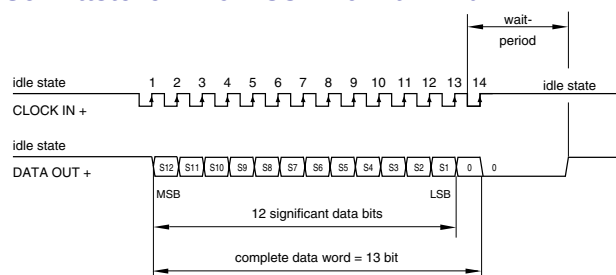 wait-
period
idle state
1 2 3 4 5 6 7 8 9 10 11 12 13 14
idle state
CLOCK IN +
idle state
DATA OUT +
S12 S11 S10 S9 S8 S7 S6 S5 S4 S3 S2 S1 0 0
MSB
LSB
12 significant data bits
complete data word = 13 bit